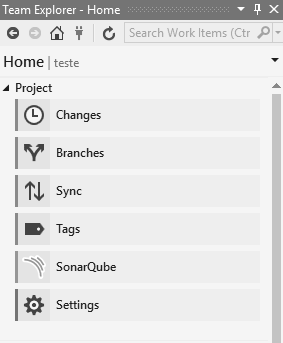 Team Explorer - Home
Search Work Items (Ctr
Home | teste
Project
Changes
Branches
Sync
Tags
SonarQube
Settings